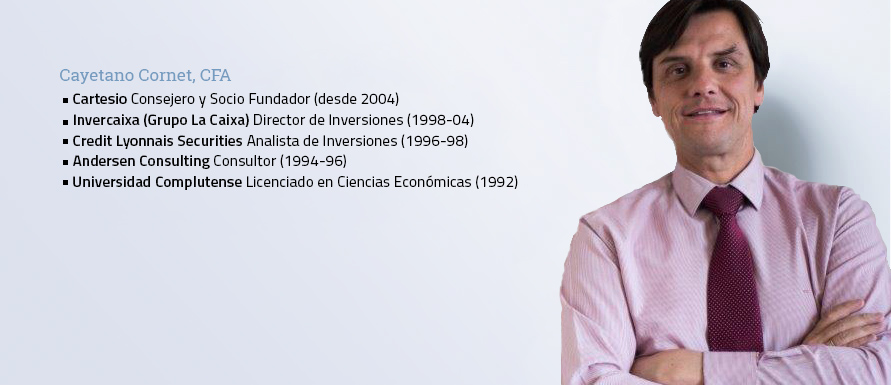 Cayetano Cornet, CFA
▪ Cartesio Consejero y Socio Fundador (desde 2004)
▪ Invercaixa (Grupo La Caixa) Director de Inversiones (1998-04)
▪ Credit Lyonnais Securities Analista de Inversiones (1996-98)
▪ Andersen Consulting Consultor (1994-96)
▪ Universidad Complutense Licenciado en Ciencias Económicas (1992)